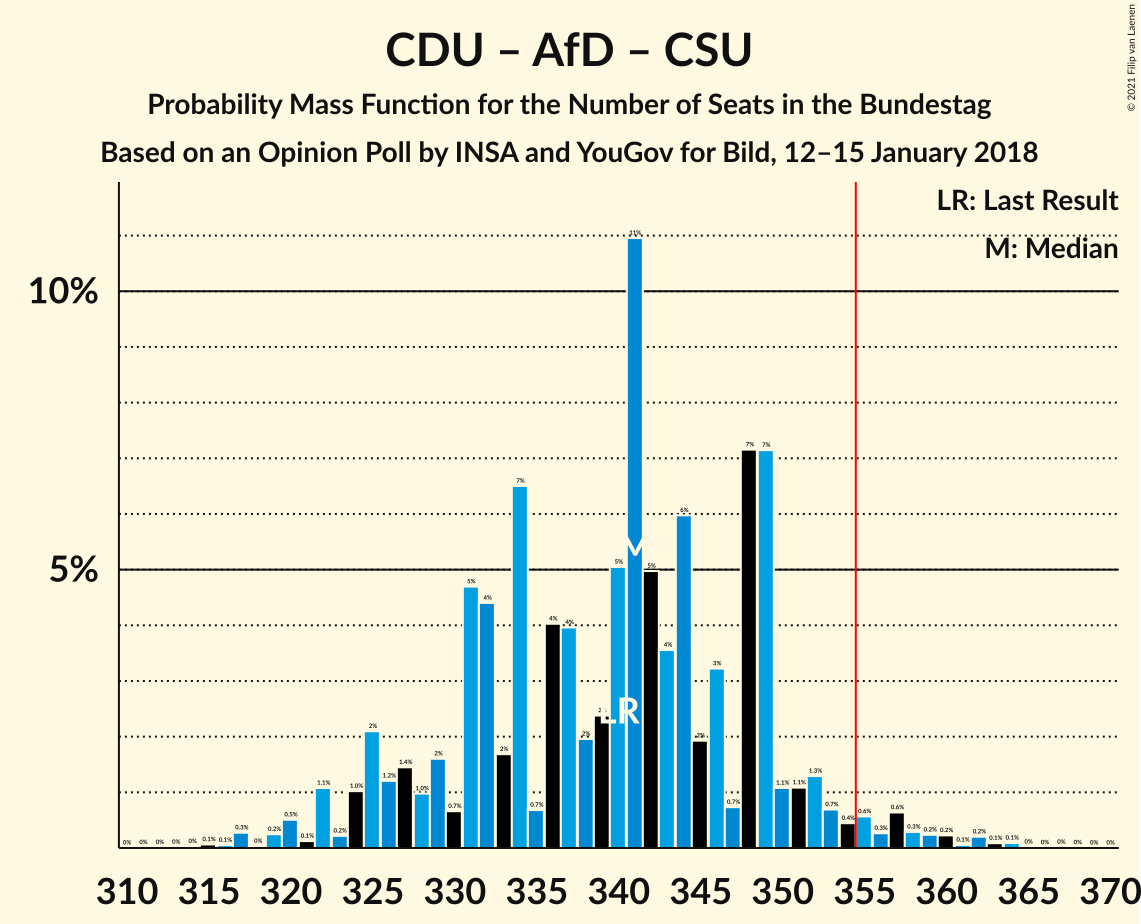 CDU – AfD – CSU
Probability Mass Function for the Number of Seats in the Bundestag
Based on an Opinion Poll by INSA and YouGov for Bild, 12–15 January 2018
© 2021 Filip van Laenen
LR: Last Result
M: Median
10%
5%
0% 0% 0% 0% 0% 0.1% 0.1% 0.3% 0% 0.2% 0.5% 0.1% 1.1% 0.2% 1.0% 2% 1.2% 1.4% 1.0% 2% 0.7% 5% 4% 2% 7% 0.7% 4% 4% 2% 5% 11% 5% 4% 6% 2% 3% 0.7% 7% 7% 1.1% 1.1% 1.3% 0.7% 0.4% 0.6% 0.3% 0.6% 0.3% 0.2% 0.2% 0.1% 0.2% 0.1% 0.1% 0% 0% 0% 0% 0% 0%
M
LR
310 315 320 325 330 335 340 345 350 355 360 365 370